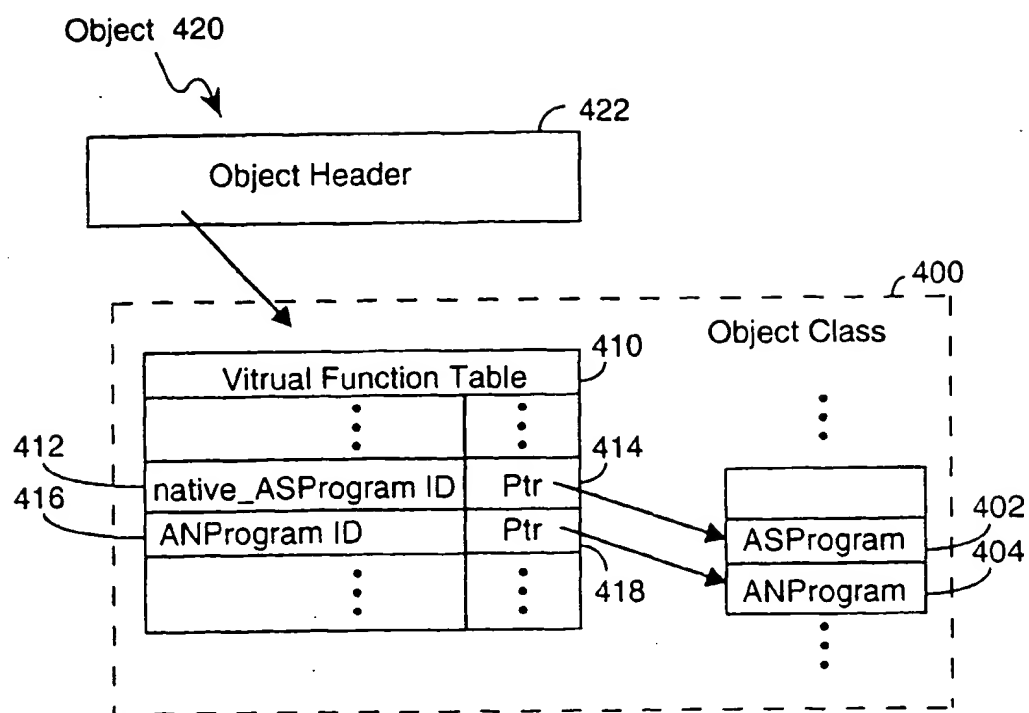 Object 420
422
Object Header
400
Object Class
410
Vitrual Function Table
412
native_ASProgram ID
Ptr
414
416
ANProgram ID
Ptr
418
ASProgram
402
ANProgram
404